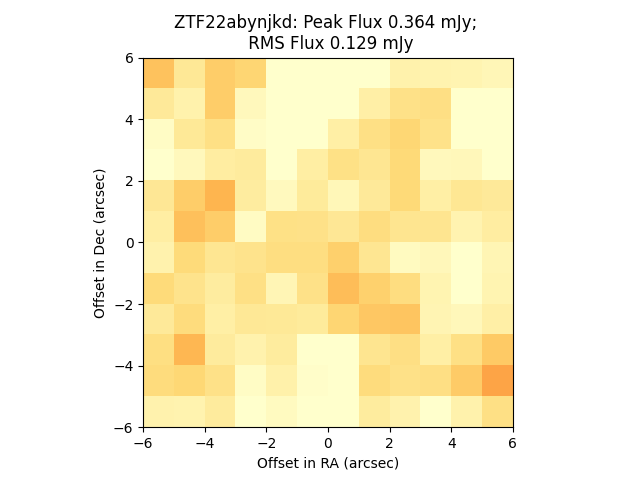 ZTF22abynjkd: Peak Flux 0.364 mJy;
RMS Flux 0.129 mJy
6
4
2
0
−2
−4
−6
Offset in Dec (arcsec)
−6 −4 −2 0 2 4 6
Offset in RA (arcsec)